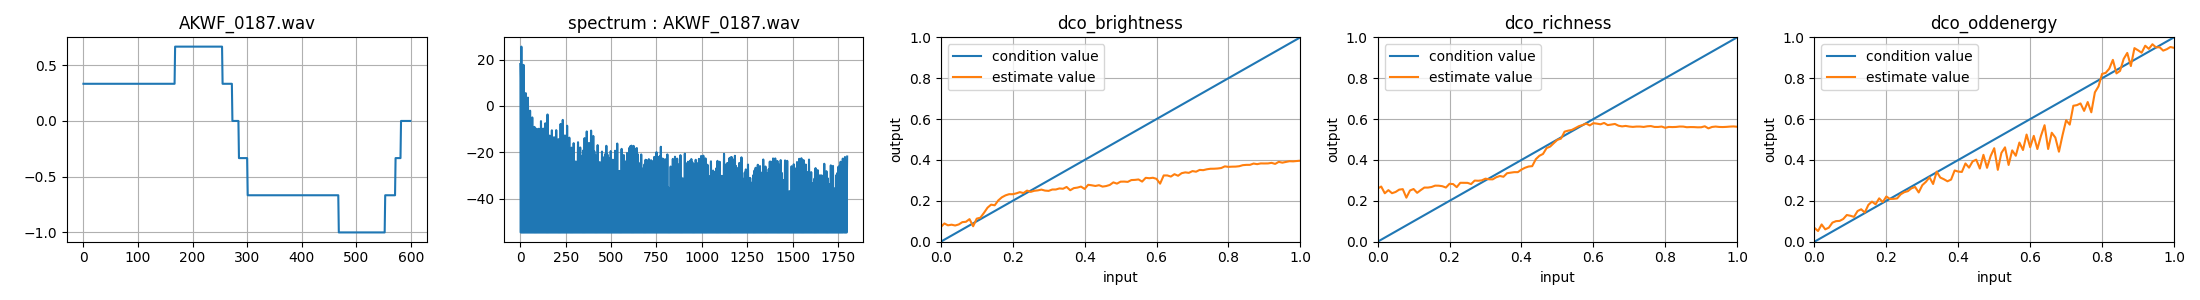 AKWF_0187.wav
0.5
0.0
−0.5
−1.0
0 100 200 300 400 500 600
spectrum : AKWF_0187.wav
20
0
−20
−40
0 250 500 750 1000 1250 1500 1750
dco_brightness
condition value
estimate value
output
1.0
0.8
0.6
0.4
0.2
0.0
0.0 0.2 0.4 0.6 0.8 1.0
input
dco_richness
condition value
estimate value
output
1.0
0.8
0.6
0.4
0.2
0.0
0.0 0.2 0.4 0.6 0.8 1.0
input
dco_oddenergy
condition value
estimate value
output
1.0
0.8
0.6
0.4
0.2
0.0
0.0 0.2 0.4 0.6 0.8 1.0
input